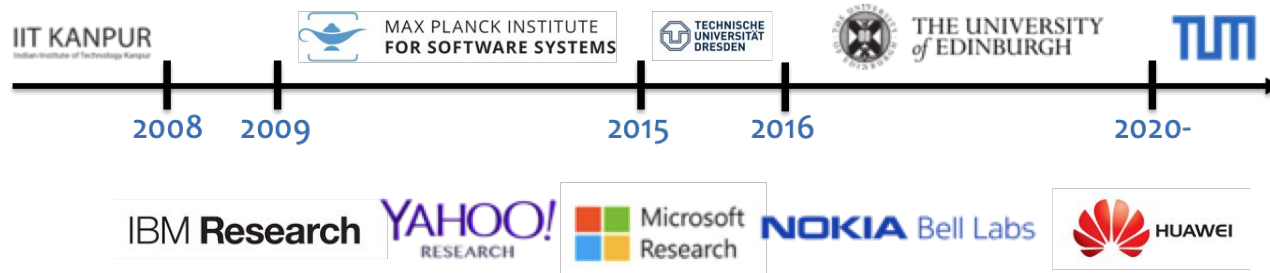 IIT KANPUR
Indian Institute of Technology Kanpur
MAX PLANCK INSTITUTE
FOR SOFTWARE SYSTEMS
TECHNISCHE
UNIVERSITÄT
DRESDEN
THE UNIVERSITY
of EDINBURGH
TUM
2008
2009
2015
2016
2020-
IBM Research
YAHOO!
RESEARCH
Microsoft
Research
NOKIA Bell Labs
HUAWEI